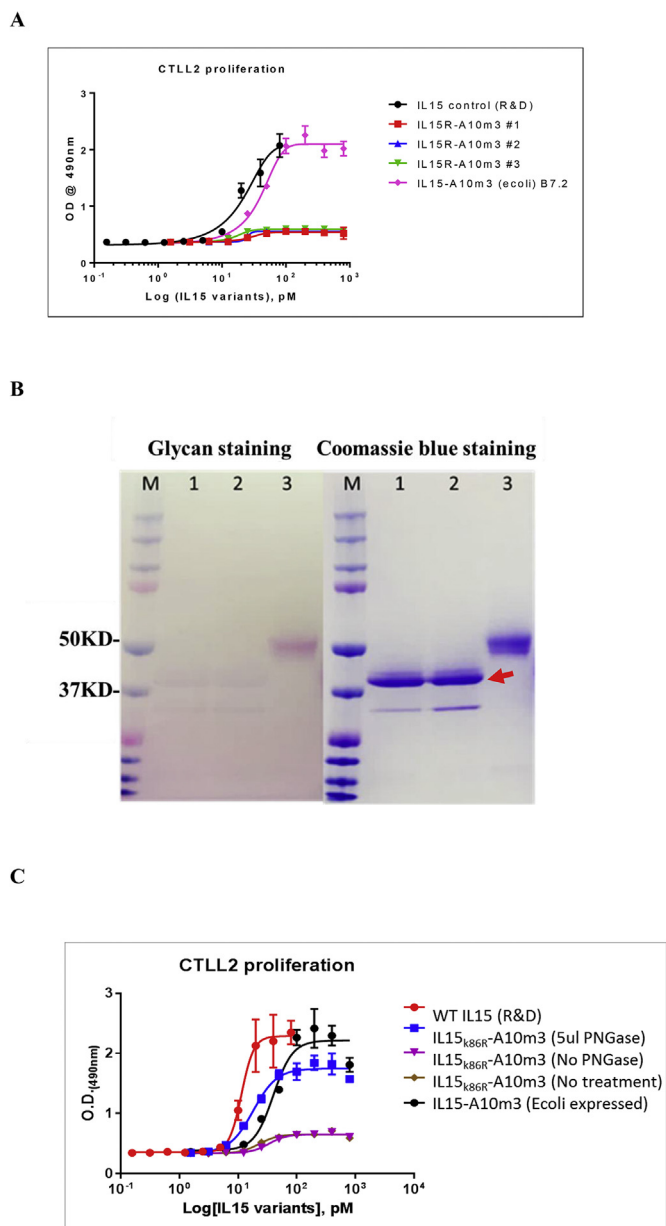 A
CTLL2 proliferation
3
2
1
0
OD @ 490nm
10-1
100
101
102
103
Log (IL15 variants), pM
IL15 control (R&D)
IL15R-A10m3 #1
IL15R-A10m3 #2
IL15R-A10m3 #3
IL15-A10m3 (ecoli) B7.2
B
Glycan staining Coomassie blue staining
M 1 2 3 M 1 2 3
50KD-
37KD-
C
CTLL2 proliferation
3
2
1
0
O.D.(490nm)
10-1 100 101 102 103 104
Log[IL15 variants], pM
WT IL15 (R&D)
IL15k86R-A10m3 (5ul PNGase)
IL15k86R-A10m3 (No PNGase)
IL15k86R-A10m3 (No treatment)
IL15-A10m3 (Ecoli expressed)